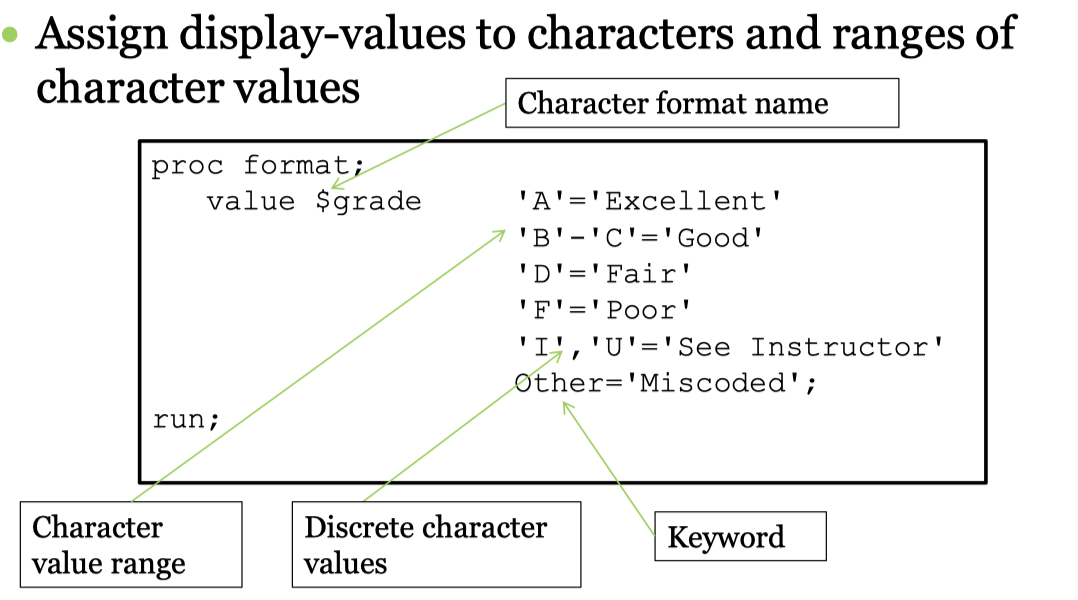 • Assign display-values to characters and ranges of
character values
Character format name
proc format;
value $grade 'A'='Excellent'
'B'-'C'='Good'
'D'='Fair'
'F'='Poor'
'I','U'='See Instructor'
Other='Miscoded';
run;
Character
value range
Discrete character
values
Keyword